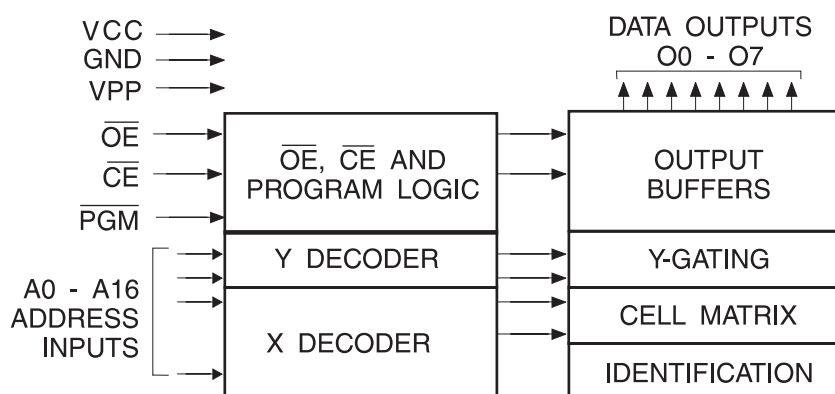 VCC
GND
VPP
OE
CE
PGM
A0 - A16
ADDRESS
INPUTS
OE, CE AND
PROGRAM LOGIC
Y DECODER
X DECODER
DATA OUTPUTS
O0 - O7
OUTPUT
BUFFERS
Y-GATING
CELL MATRIX
IDENTIFICATION